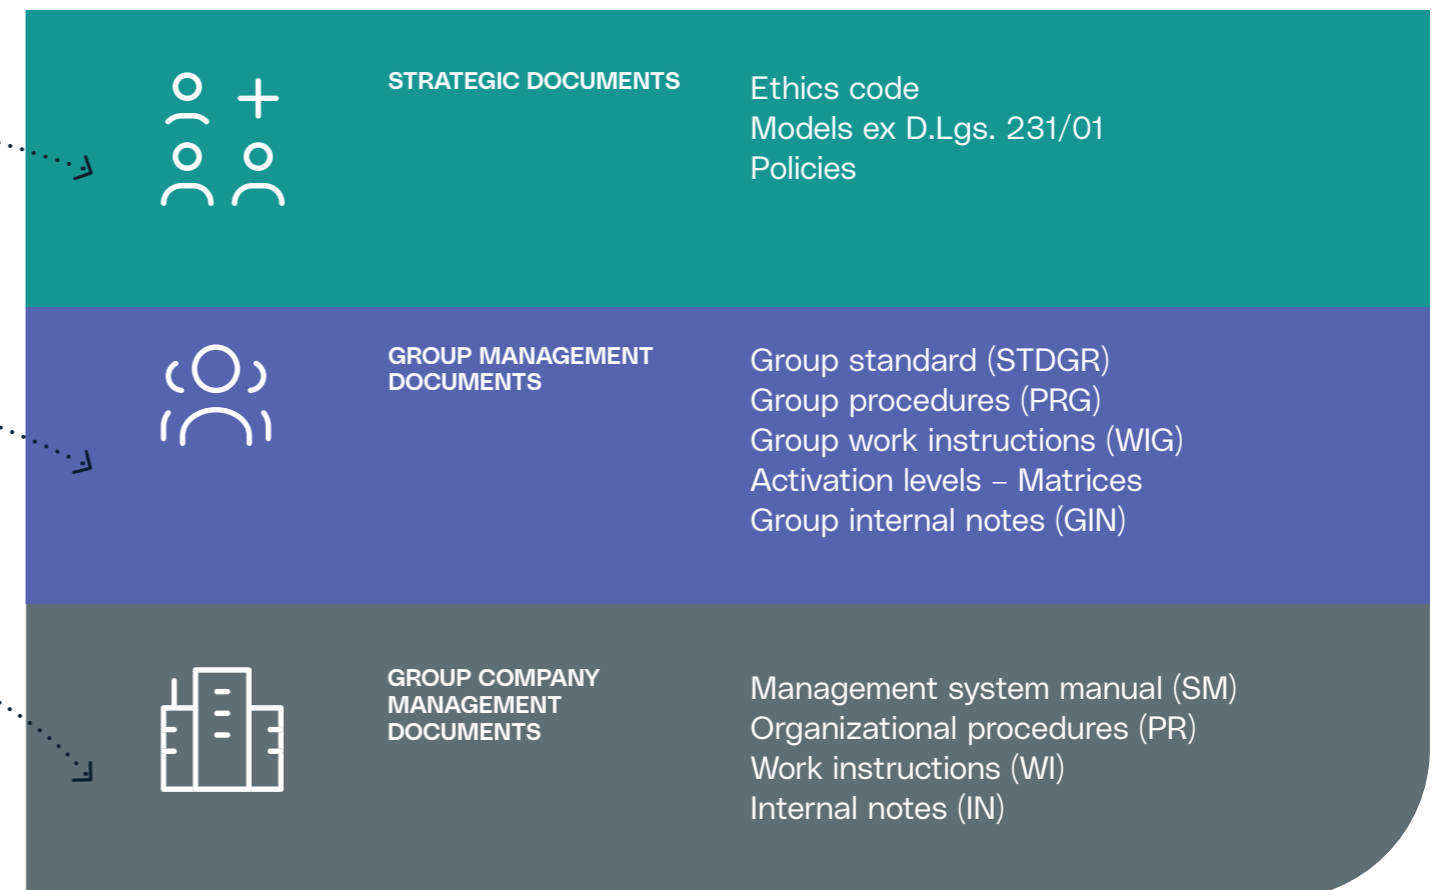 STRATEGIC DOCUMENTS
Ethics code
Models ex D.Lgs. 231/01
Policies
GROUP MANAGEMENT
DOCUMENTS
Group standard (STDGR)
Group procedures (PRG)
Group work instructions (WIG)
Activation levels – Matrices
Group internal notes (GIN)
GROUP COMPANY
MANAGEMENT
DOCUMENTS
Management system manual (SM)
Organizational procedures (PR)
Work instructions (WI)
Internal notes (IN)